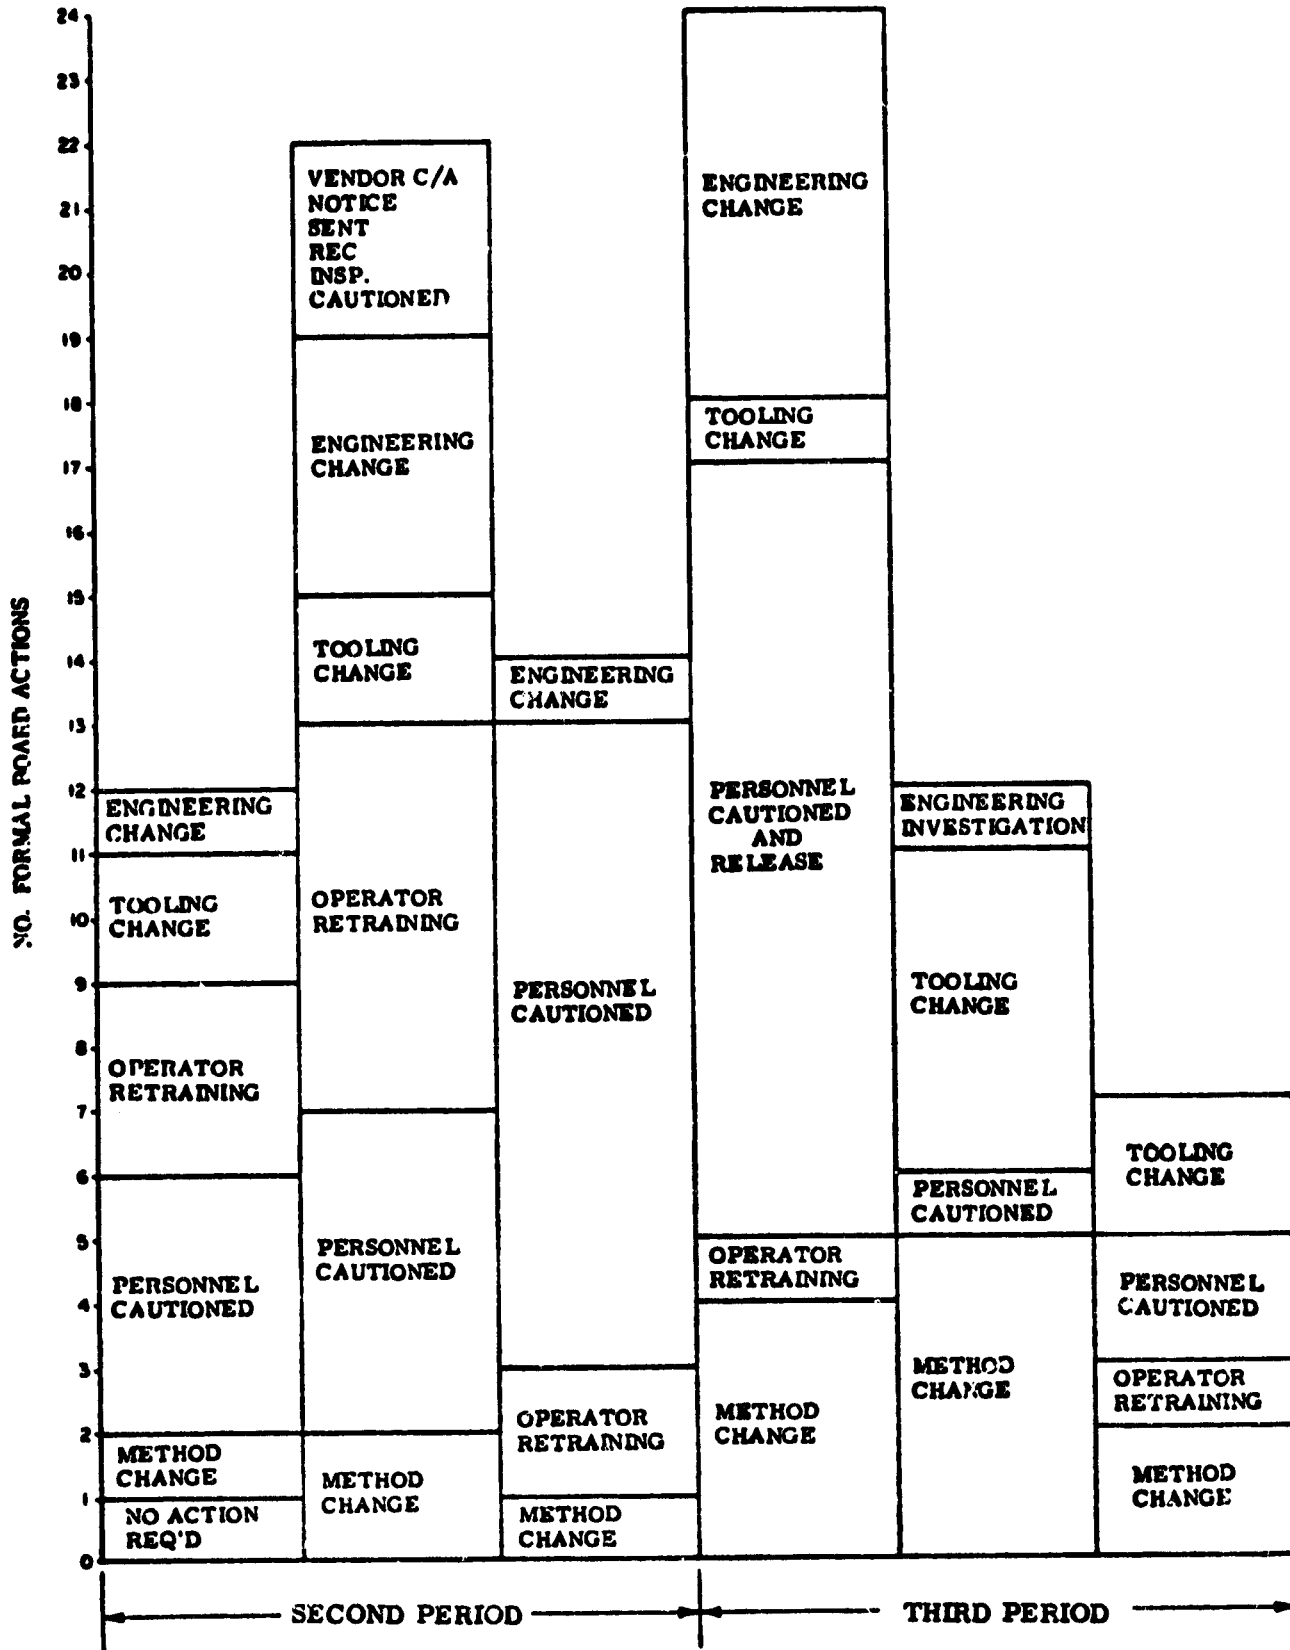 24
23
22
21
20
19
18
17
16
15
14
13
12
11
10
9
8
7
6
5
4
3
2
1
0
NO. FORMAL BOARD ACTIONS
ENGINEERING
CHANGE
TOOLING
CHANGE
OPERATOR
RETRAINING
PERSONNEL
CAUTIONED
METHOD
CHANGE
NO ACTION
REQ'D
VENDOR C/A
NOTICE
SENT
REC
INSP.
CAUTIONED
ENGINEERING
CHANGE
TOOLING
CHANGE
OPERATOR
RETRAINING
PERSONNEL
CAUTIONED
METHOD
CHANGE
ENGINEERING
CHANGE
PERSONNEL
CAUTIONED
OPERATOR
RETRAINING
METHOD
CHANGE
ENGINEERING
CHANGE
TOOLING
CHANGE
PERSONNEL
CAUTIONED
AND
RELEASE
OPERATOR
RETRAINING
METHOD
CHANGE
ENGINEERING
INVESTIGATION
TOOLING
CHANGE
PERSONNEL
CAUTIONED
METHOD
CHANGE
TOOLING
CHANGE
PERSONNEL
CAUTIONED
OPERATOR
RETRAINING
METHOD
CHANGE
SECOND PERIOD
THIRD PERIOD